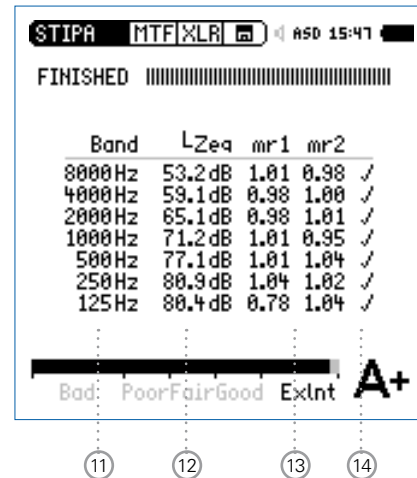 STIPA MTF XLR ASD 15:47
FINISHED
Band LZeq mr1 mr2
8000Hz 53.2dB 1.01 0.98 ✓
4000Hz 59.1dB 0.98 1.00 ✓
2000Hz 65.1dB 0.98 1.01 ✓
1000Hz 71.2dB 1.01 0.95 ✓
500Hz 77.1dB 1.01 1.04 ✓
250Hz 80.9dB 1.04 1.02 ✓
125Hz 80.4dB 0.78 1.04 ✓
Bad Poor Fair Good Exlnt A+
11 12 13 14